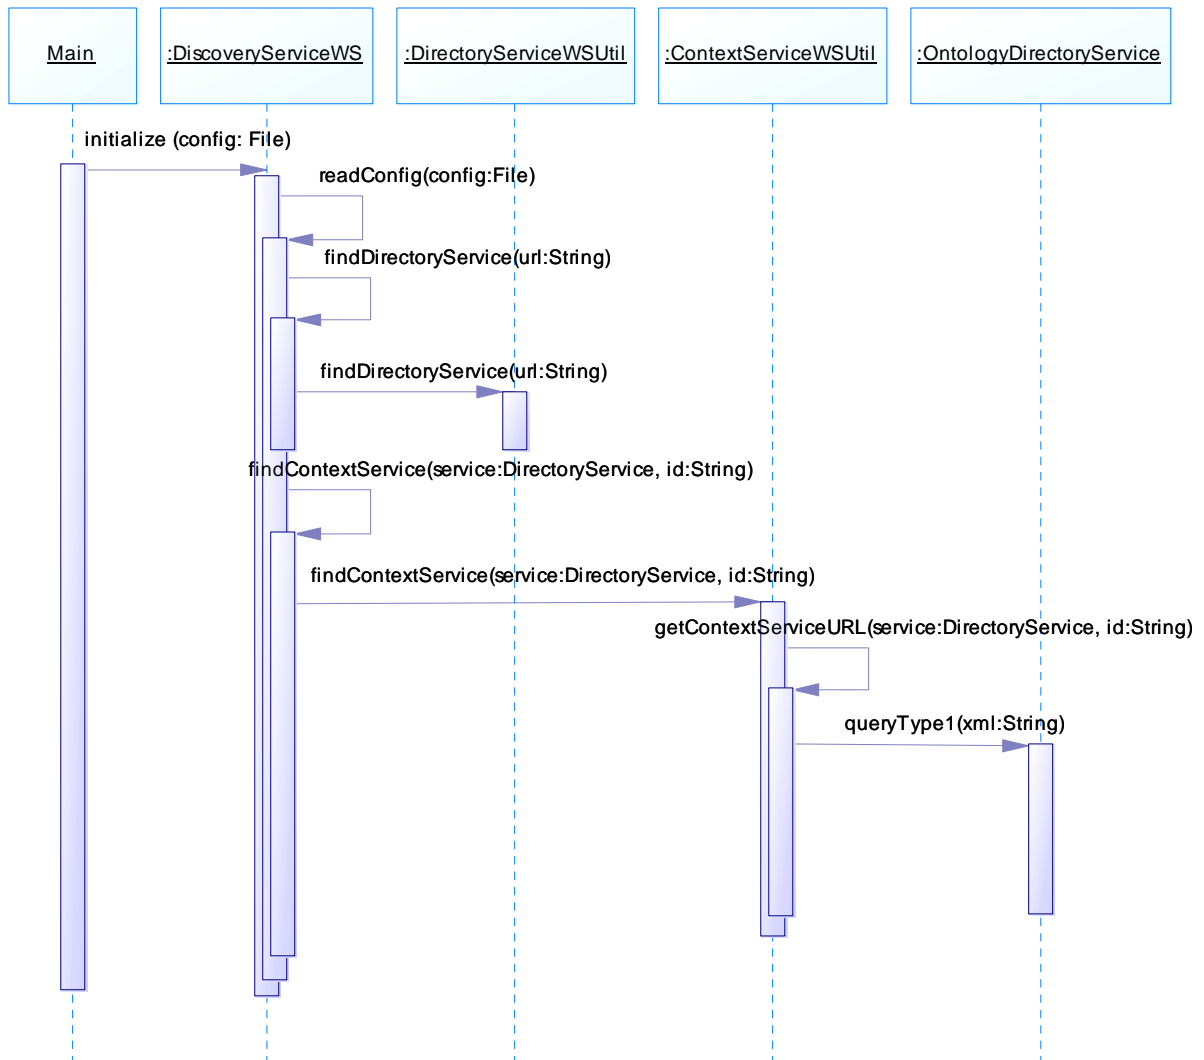 Main
:DiscoveryServiceWS
:DirectoryServiceWSUtil
:ContextServiceWSUtil
:OntologyDirectoryService
initialize (config: File)
readConfig(config:File)
findDirectoryService(url:String)
findDirectoryService(url:String)
findContextService(service:DirectoryService, id:String)
findContextService(service:DirectoryService, id:String)
getContextServiceURL(service:DirectoryService, id:String)
queryType1(xml:String)